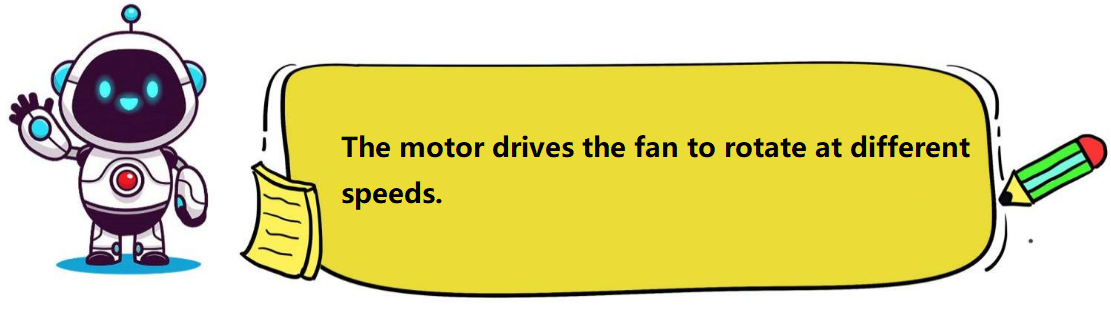 The motor drives the fan to rotate at different
speeds.